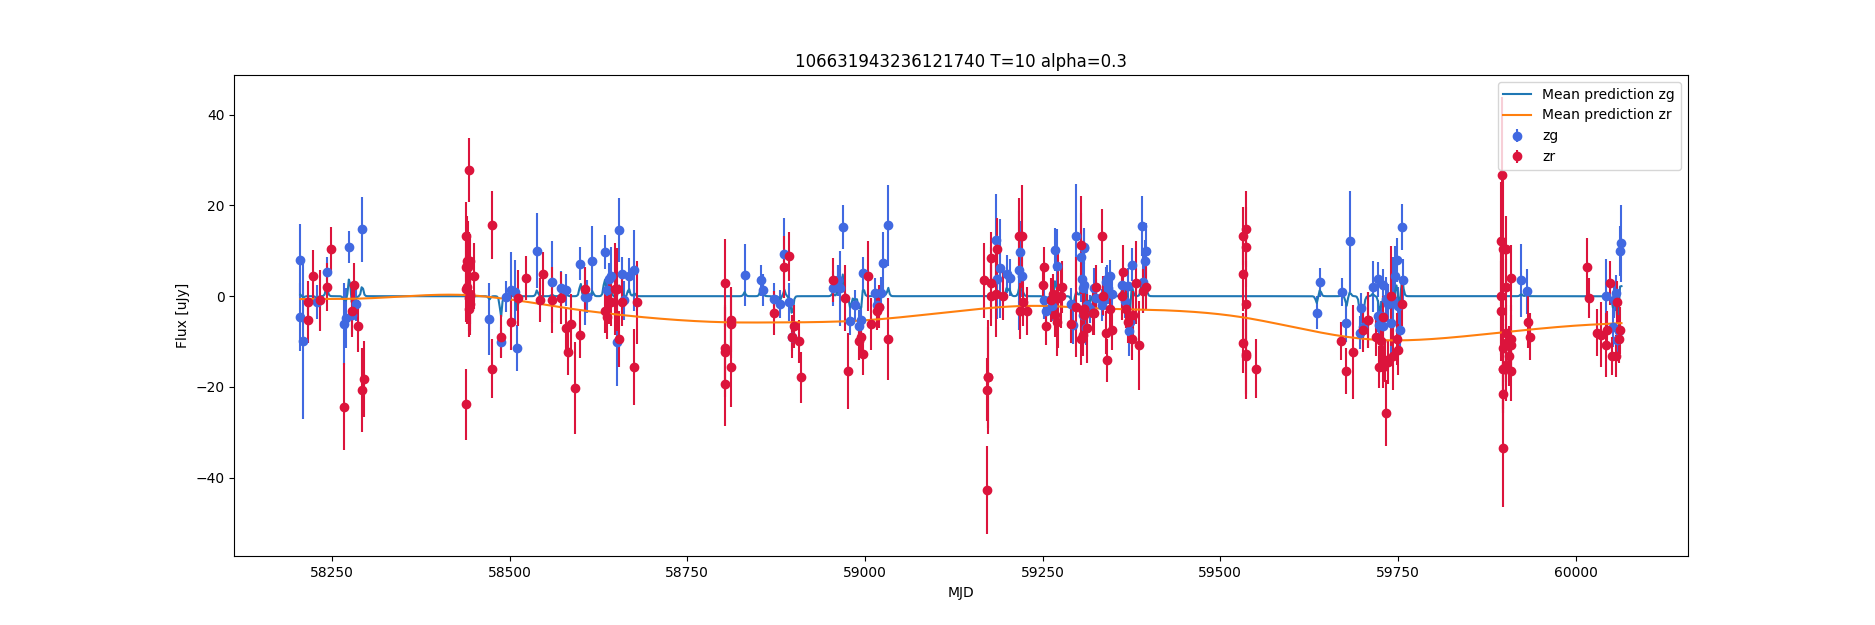 106631943236121740 T=10 alpha=0.3
Mean prediction zg
Mean prediction zr
zg
zr
Flux [uJy]
40
20
0
−20
−40
58250 58500 58750 59000 59250 59500 59750 60000
MJD